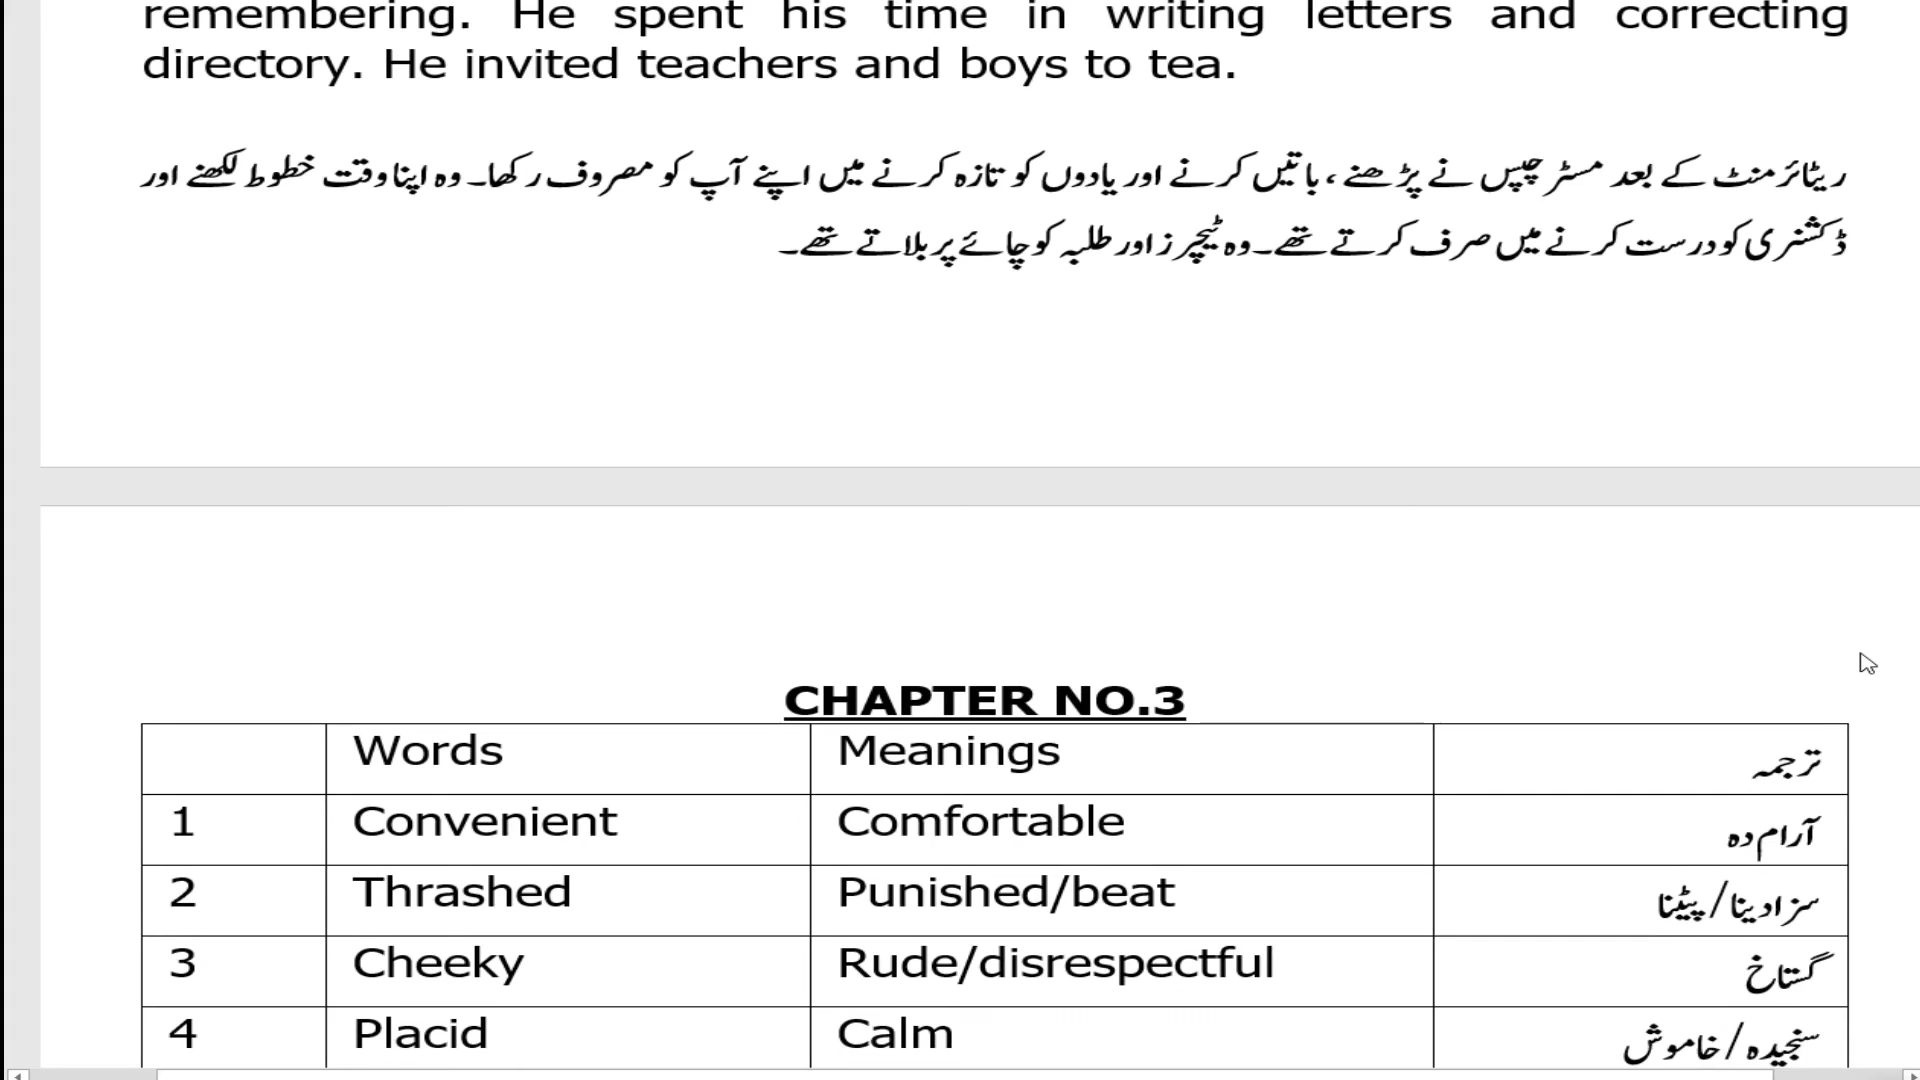 remembering. He spent his time in writing letters and correcting
directory. He invited teachers and boys to tea.
ریٹائرمنٹ کے بعد مسٹر چپس نے پڑھنے، باتیں کرنے اور یادوں کو تازہ کرنے میں اپنے آپ کو مصروف رکھا۔ وہ اپنا وقت خطوط لکھنے اور
ڈکشنری کو درست کرنے میں صرف کرتے تھے۔ وہ ٹیچرز اور طلبہ کو چائے پر بلاتے تھے۔
CHAPTER NO.3
Words Meanings ترجمہ
1 Convenient Comfortable آرام دہ
2 Thrashed Punished/beat سزا دینا/پیٹنا
3 Cheeky Rude/disrespectful گستاخ
4 Placid Calm سنجیدہ/خاموش